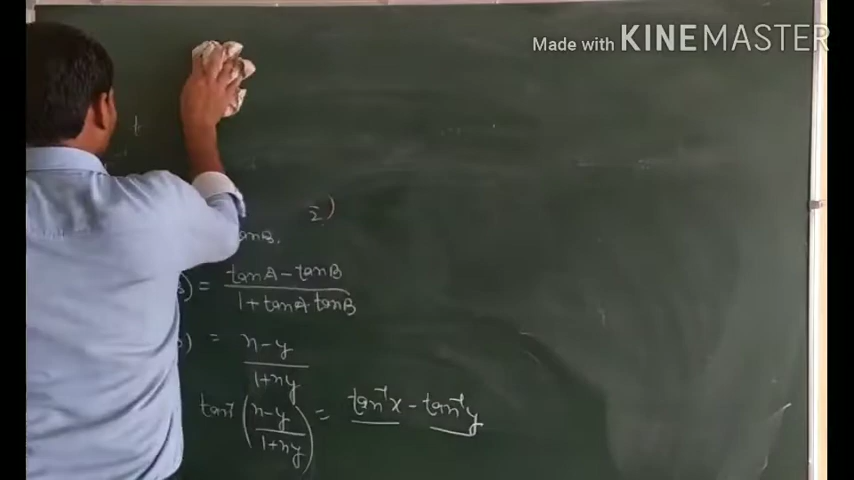 Made with KINEMASTER
2)
tanB.
) = tanA - tanB / 1 + tanA tanB
) = x - y / 1 + xy
tan⁻¹ (x - y / 1 + xy) = tan⁻¹x - tan⁻¹y